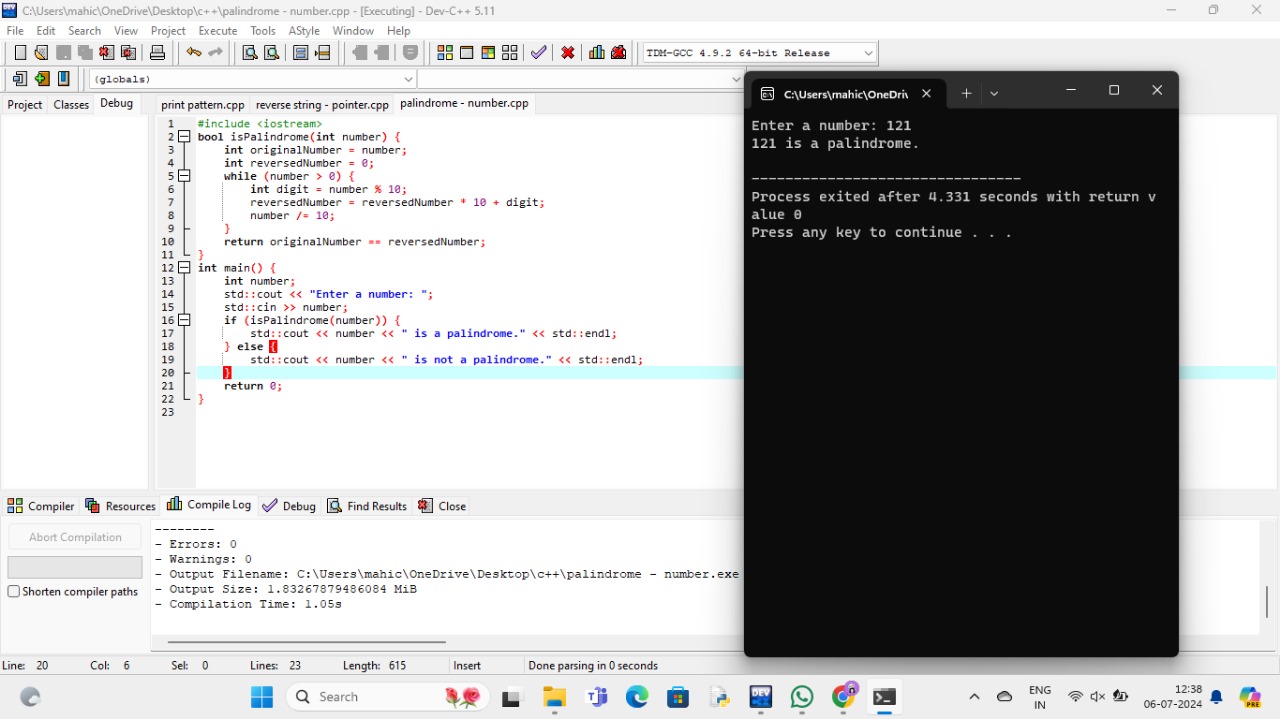 C:\Users\mahic\OneDrive\Desktop\c++\palindrome - number.cpp - [Executing] - Dev-C++ 5.11
File Edit Search View Project Execute Tools AStyle Window Help
TDM-GCC 4.9.2 64-bit Release
(globals)
Project Classes Debug
print pattern.cpp reverse string - pointer.cpp palindrome - number.cpp
1 #include <iostream>
2 bool isPalindrome(int number) {
3 int originalNumber = number;
4 int reversedNumber = 0;
5 while (number > 0) {
6 int digit = number % 10;
7 reversedNumber = reversedNumber * 10 + digit;
8 number /= 10;
9 }
10 return originalNumber == reversedNumber;
11 }
12 int main() {
13 int number;
14 std::cout << "Enter a number: ";
15 std::cin >> number;
16 if (isPalindrome(number)) {
17 std::cout << number << " is a palindrome." << std::endl;
18 } else {
19 std::cout << number << " is not a palindrome." << std::endl;
20 }
21 return 0;
22 }
23
C:\Users\mahic\OneDri
Enter a number: 121
121 is a palindrome.
--------------------------------
Process exited after 4.331 seconds with return v
alue 0
Press any key to continue . . .
Compiler Resources Compile Log Debug Find Results Close
Abort Compilation
Shorten compiler paths
--------
- Errors: 0
- Warnings: 0
- Output Filename: C:\Users\mahic\OneDrive\Desktop\c++\palindrome - number.exe
- Output Size: 1.83267879486084 MiB
- Compilation Time: 1.05s
Line: 20 Col: 6 Sel: 0 Lines: 23 Length: 615 Insert Done parsing in 0 seconds
Search
DEV
ENG
IN
12:38
06-07-2024
PRE